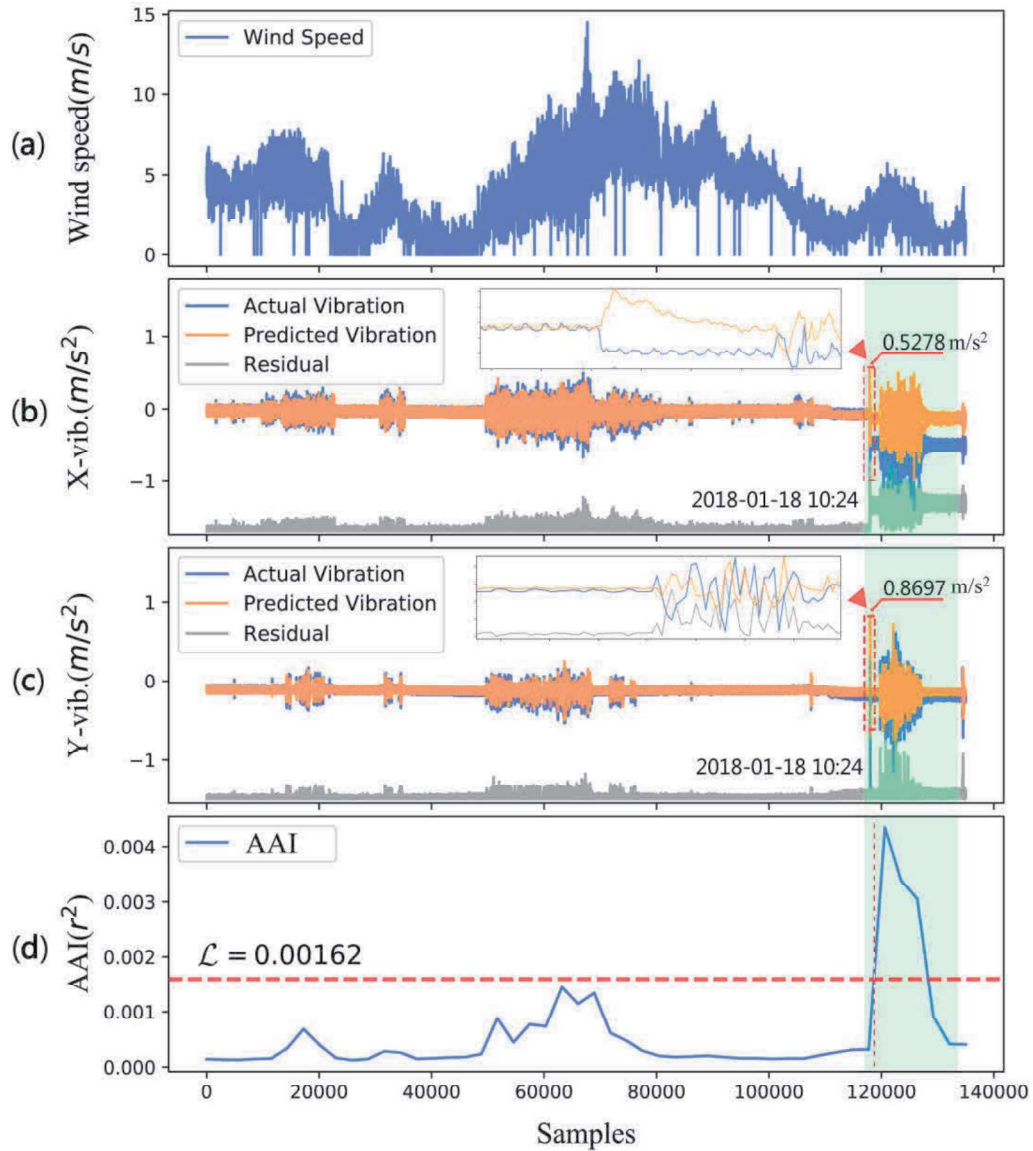 (a)
Wind speed(m/s)
15
10
5
0
Wind Speed
(b)
X-vib.(m/s²)
1
0
−1
Actual Vibration
Predicted Vibration
Residual
0.5278 m/s²
2018-01-18 10:24
(c)
Y-vib.(m/s²)
1
0
−1
Actual Vibration
Predicted Vibration
Residual
0.8697 m/s²
2018-01-18 10:24
(d)
AAI(r²)
0.004
0.003
0.002
0.001
0.000
AAI
ℒ = 0.00162
0 20000 40000 60000 80000 100000 120000 140000
Samples